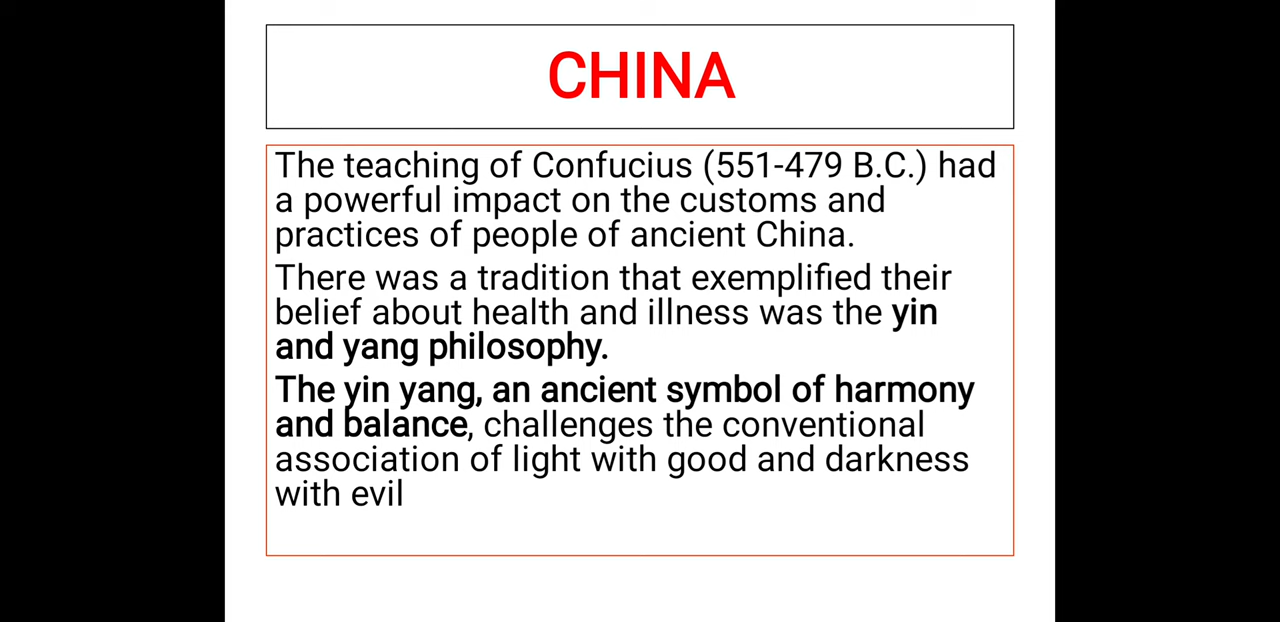 CHINA
The teaching of Confucius (551-479 B.C.) had
a powerful impact on the customs and
practices of people of ancient China.
There was a tradition that exemplified their
belief about health and illness was the yin
and yang philosophy.
The yin yang, an ancient symbol of harmony
and balance, challenges the conventional
association of light with good and darkness
with evil